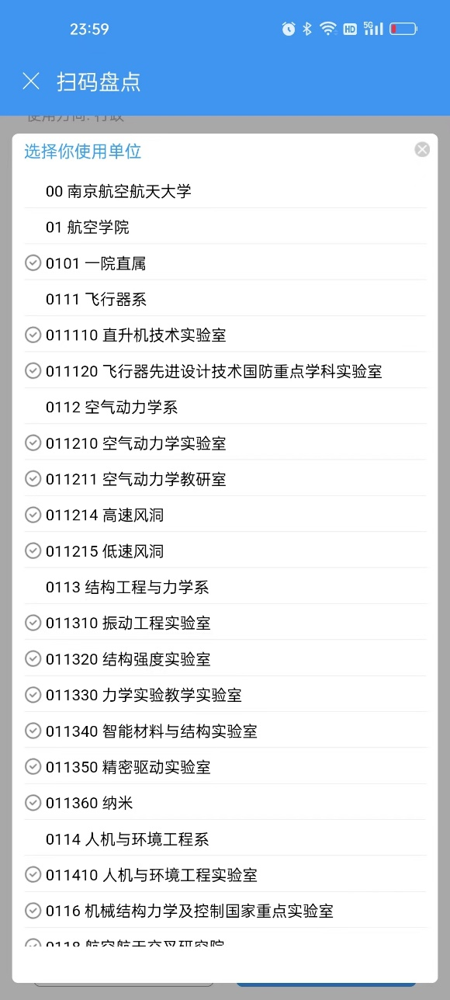 23:59
HD 5G
扫码盘点
使用方向: 行政
选择你使用单位
00 南京航空航天大学
01 航空学院
0101 一院直属
0111 飞行器系
011110 直升机技术实验室
011120 飞行器先进设计技术国防重点学科实验室
0112 空气动力学系
011210 空气动力学实验室
011211 空气动力学教研室
011214 高速风洞
011215 低速风洞
0113 结构工程与力学系
011310 振动工程实验室
011320 结构强度实验室
011330 力学实验教学实验室
011340 智能材料与结构实验室
011350 精密驱动实验室
011360 纳米
0114 人机与环境工程系
011410 人机与环境工程实验室
0116 机械结构力学及控制国家重点实验室
0118 航空航天交叉研究院